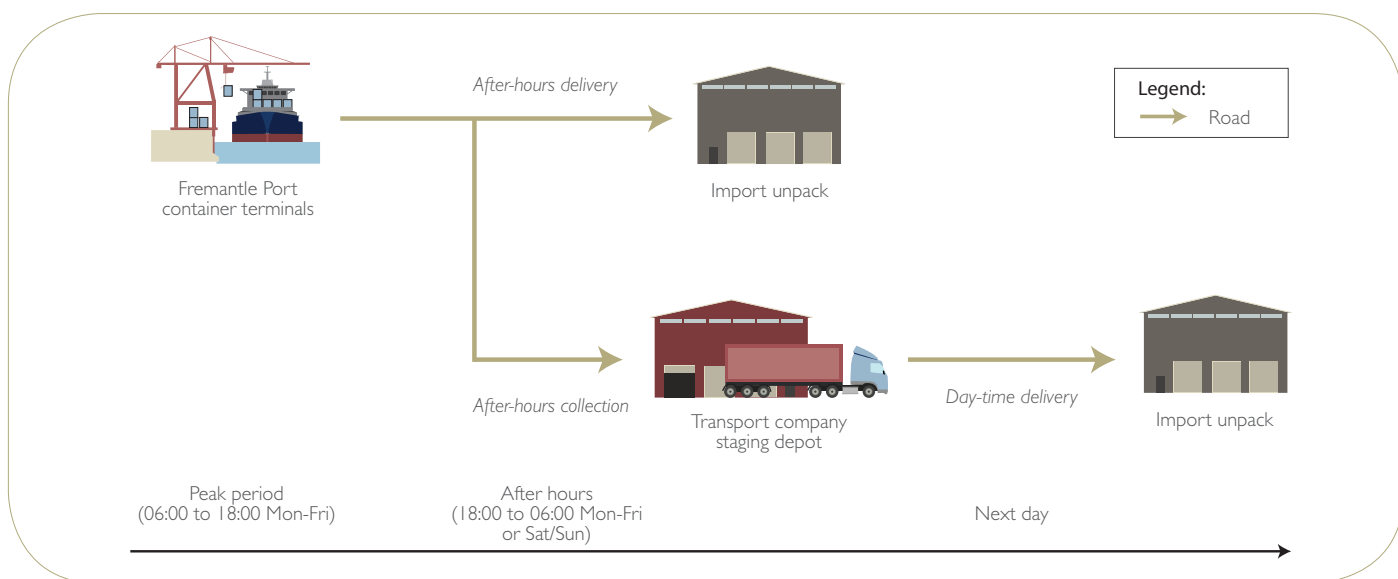 After-hours delivery
Legend:
Road
Fremantle Port
container terminals
Import unpack
After-hours collection
Day-time delivery
Transport company
staging depot
Import unpack
Peak period
(06:00 to 18:00 Mon-Fri)
After hours
(18:00 to 06:00 Mon-Fri
or Sat/Sun)
Next day